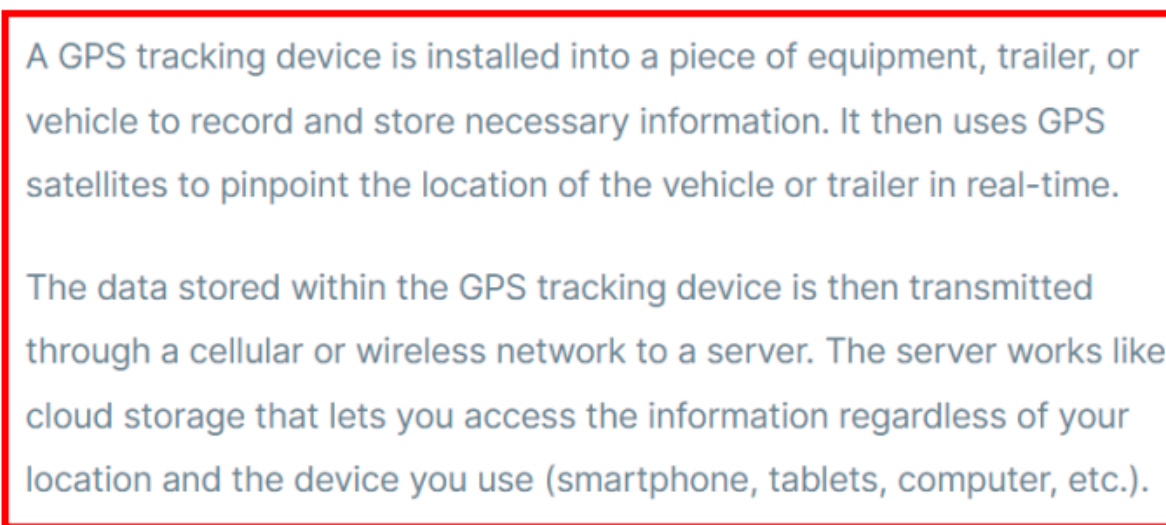 A GPS tracking device is installed into a piece of equipment, trailer, or
vehicle to record and store necessary information. It then uses GPS
satellites to pinpoint the location of the vehicle or trailer in real-time.
The data stored within the GPS tracking device is then transmitted
through a cellular or wireless network to a server. The server works like
cloud storage that lets you access the information regardless of your
location and the device you use (smartphone, tablets, computer, etc.).